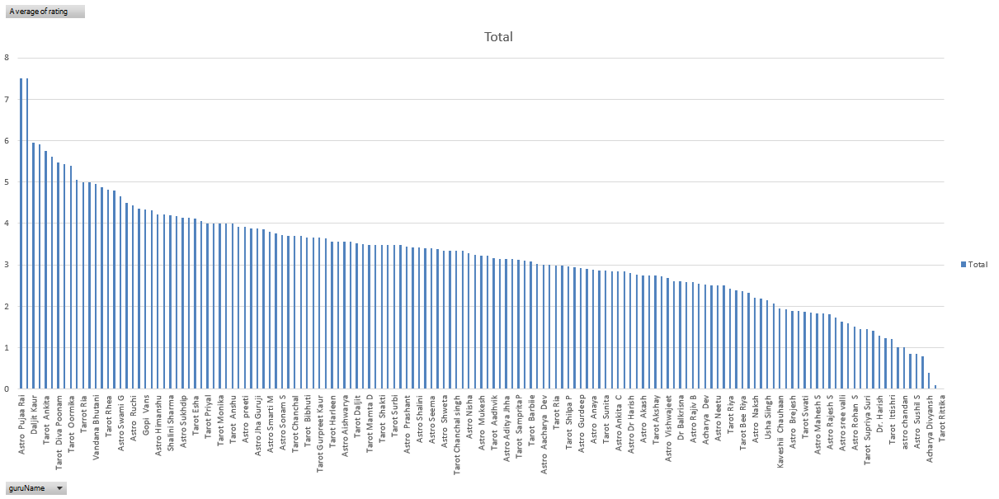 Average of rating
Total
8
7
6
5
4
3
2
1
0
Total
Astro Pujaa Rai
Daljit Kaur
Tarot Ankita
Tarot Diva Poonam
Tarot Oormika
Tarrot Ria
Vandana Bhutani
Tarot Rhea
Astro Swami G
Astro Ruchi
Gopi Vans
Astro Himanshu
Shalini Sharma
Astro Sukhdip
Tarot Esha
Tarot Priyal
Tarot Monika
Tarot Anshu
Astro preeti
Astro Jha Guruji
Astro Smarti M
Astro Sonam S
Tarot Chanchal
Tarot Bibhuti
Tarot Gurpreet Kaur
Tarot Harleen
Astro Aishwarya
Tarot Daljit
Tarot Mamta D
Tarot Shakti
Tarot Surbi
Astro Prashant
Astro Shalini
Astro Seema
Astro Shweta
Tarot Chanchal singh
Astro Nisha
Astro Mukesh
Tarot Aadhvik
Astro Aditya Jhha
Tarot Samprita P
Tarot Barbiie
Astro Aacharya Dev
Tarot Ria
Tarot Shilpa P
Astro Gurdeep
Astro Anaya
Tarot Sunita
Astro Ankita C
Astro Dr Harish
Astro Akash
Tarot Akshay
Astro Vishwajeet
Dr Balkrisna
Astro Rajiv B
Acharya Dev
Astro Neetu
Tarot Riya
Tarot Bee Riya
Astro Naksh
Usha Siingh
Kaveshii Chauhaan
Astro Brejesh
Tarot Swati
Astro Mahesh S
Astro Rajesh S
Astro sree valli
Astro Rohan S
Tarot Supriya Suri
Dr. Harish
Tarot Ittishri
astro chandan
Astro Sushil S
Acharya Divyansh
Tarot Rittika
guruName